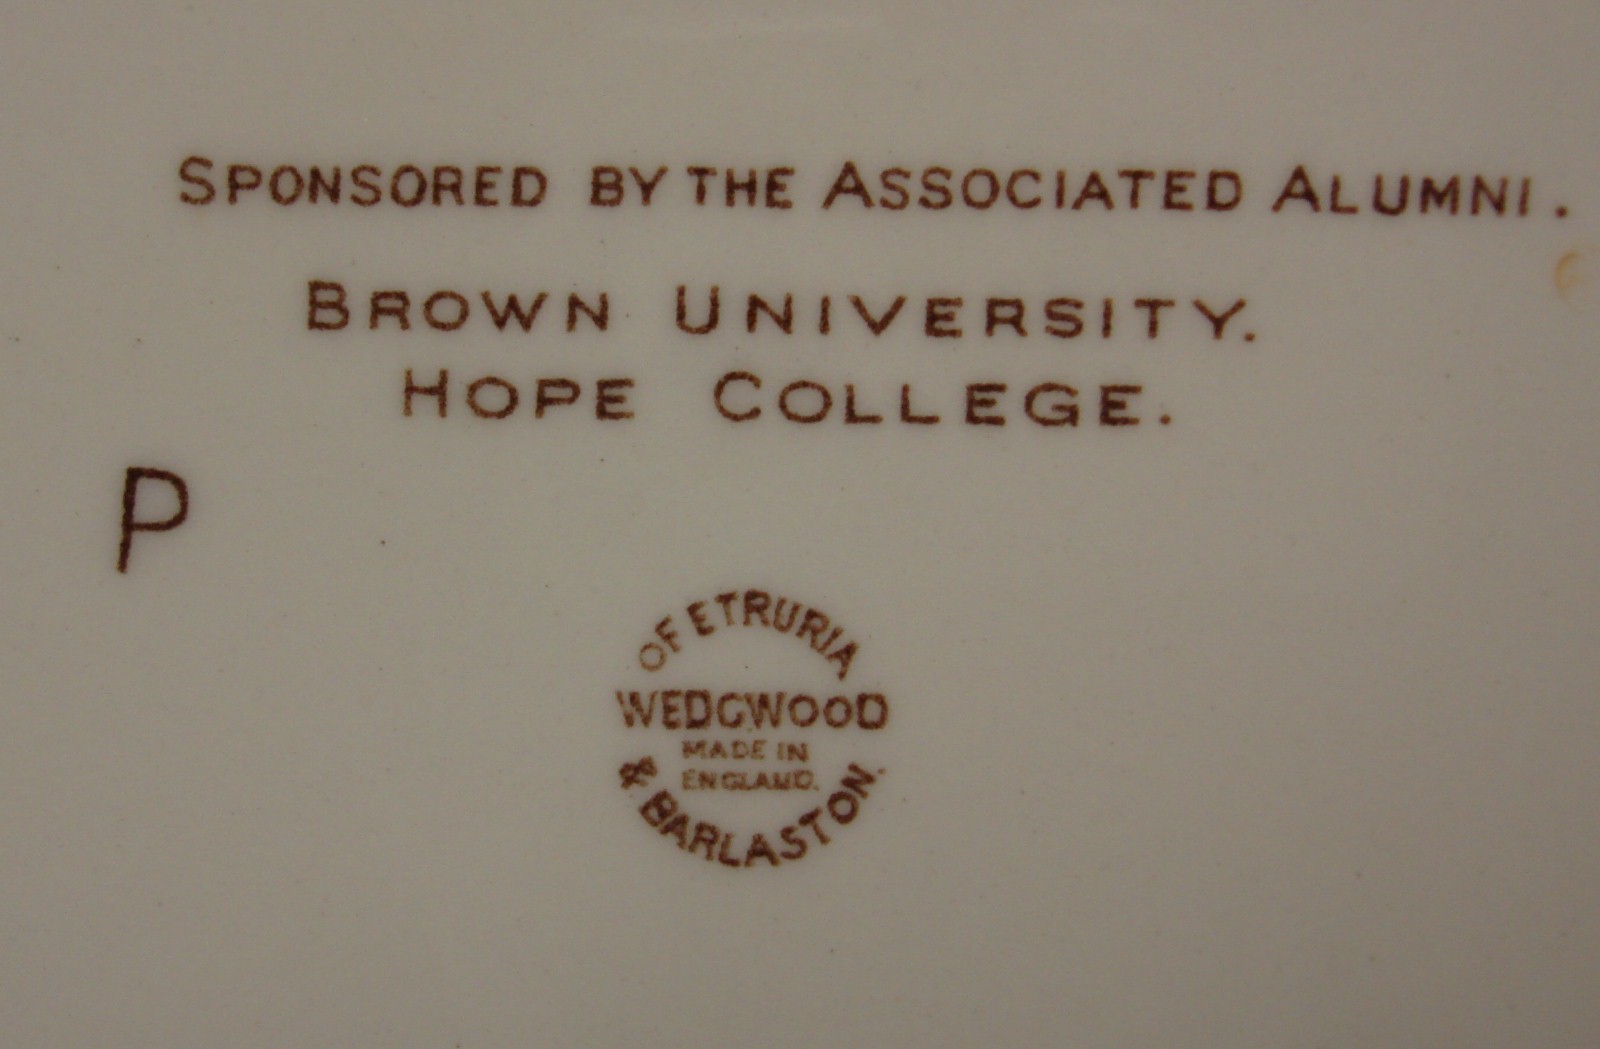 SPONSORED BY THE ASSOCIATED ALUMNI.
BROWN UNIVERSITY.
HOPE COLLEGE.
P
OF ETRURIA
WEDGWOOD
MADE IN
ENGLAND.
& BARLASTON.